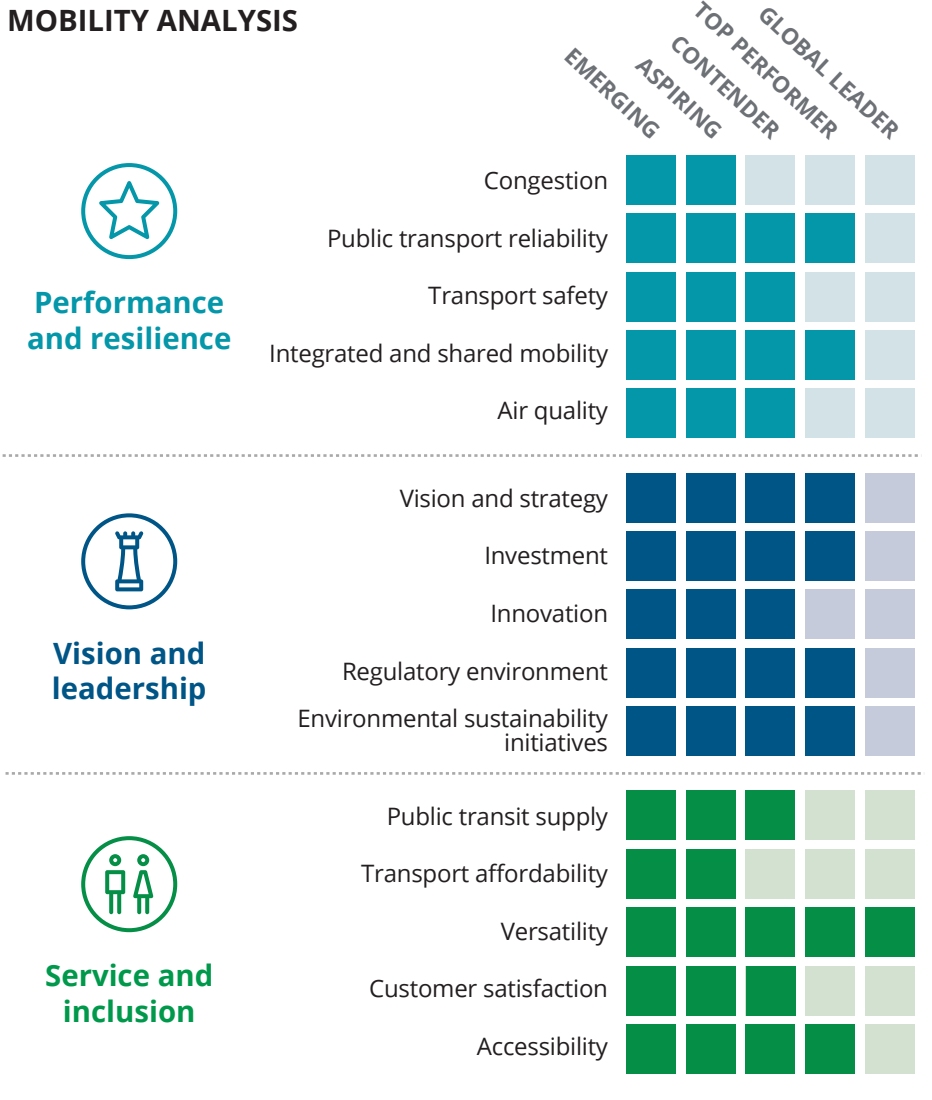 MOBILITY ANALYSIS
EMERGING
ASPIRING
CONTENDER
TOP PERFORMER
GLOBAL LEADER
Performance
and resilience
Congestion
Public transport reliability
Transport safety
Integrated and shared mobility
Air quality
Vision and
leadership
Vision and strategy
Investment
Innovation
Regulatory environment
Environmental sustainability
initiatives
Service and
inclusion
Public transit supply
Transport affordability
Versatility
Customer satisfaction
Accessibility